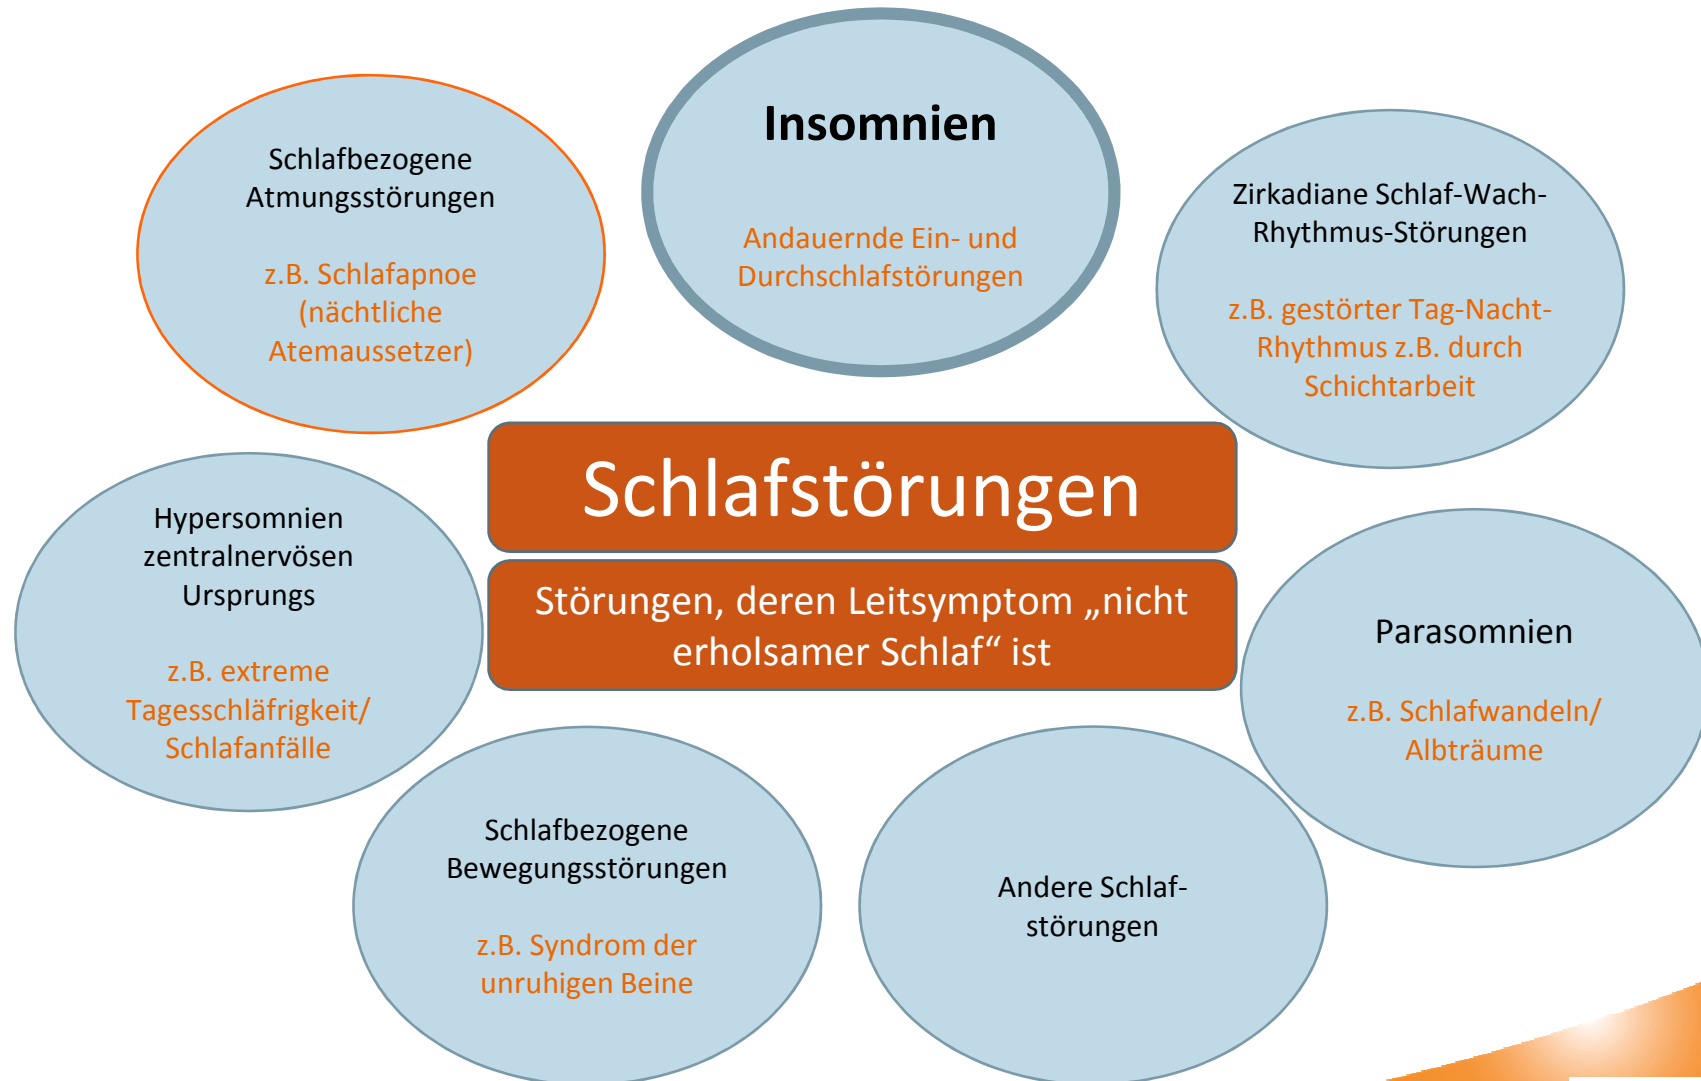 Insomnien
Andauernde Ein- und
Durchschlafstörungen
Schlafbezogene
Atmungsstörungen
z.B. Schlafapnoe
(nächtliche
Atemaussetzer)
Zirkadiane Schlaf-Wach-
Rhythmus-Störungen
z.B. gestörter Tag-Nacht-
Rhythmus z.B. durch
Schichtarbeit
Schlafstörungen
Störungen, deren Leitsymptom „nicht
erholsamer Schlaf“ ist
Hypersomnien
zentralnervösen
Ursprungs
z.B. extreme
Tagesschläfrigkeit/
Schlafanfälle
Parasomnien
z.B. Schlafwandeln/
Albträume
Schlafbezogene
Bewegungsstörungen
z.B. Syndrom der
unruhigen Beine
Andere Schlaf-
störungen